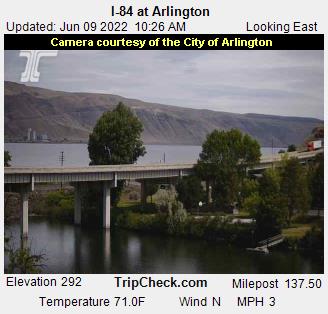 I-84 at Arlington
Updated: Jun 09 2022 10:26 AM Looking East
Camera courtesy of the City of Arlington
Elevation 292 TripCheck.com Milepost 137.50
Temperature 71.0F Wind N MPH 3